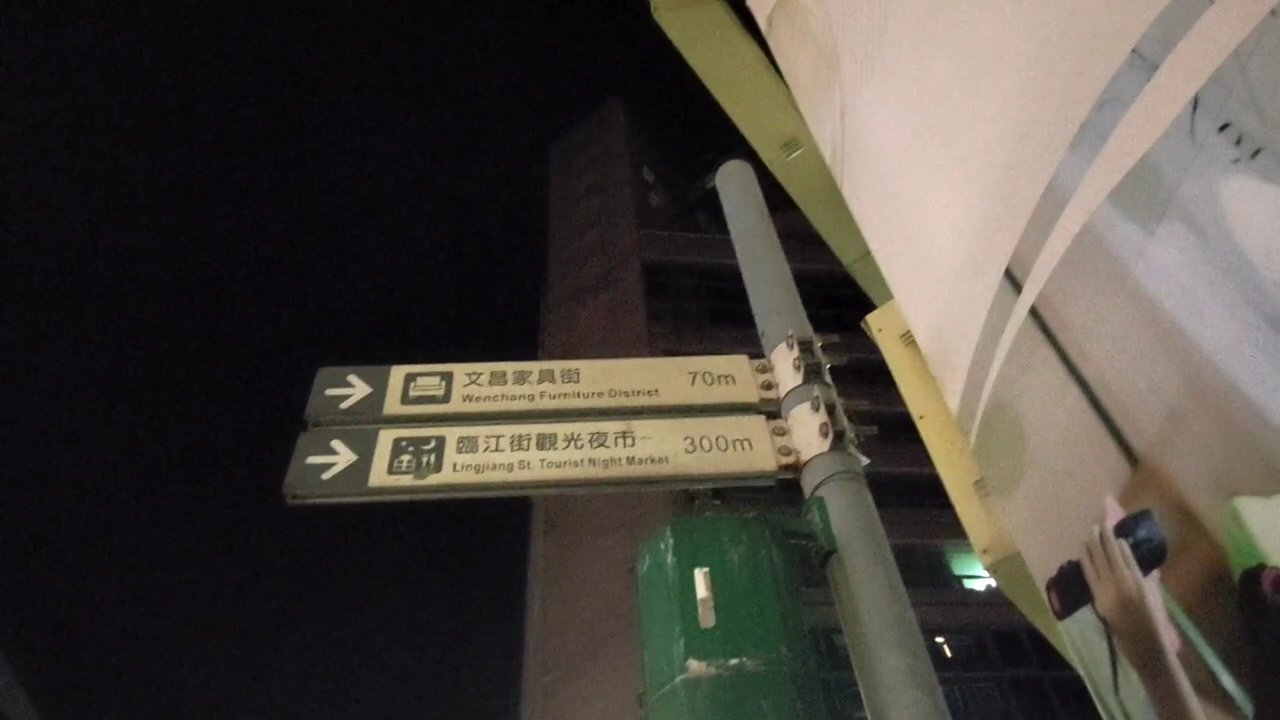 文昌家具街 70m
Wenchang Furniture District
臨江街觀光夜市 300m
Lingjiang St. Tourist Night Market